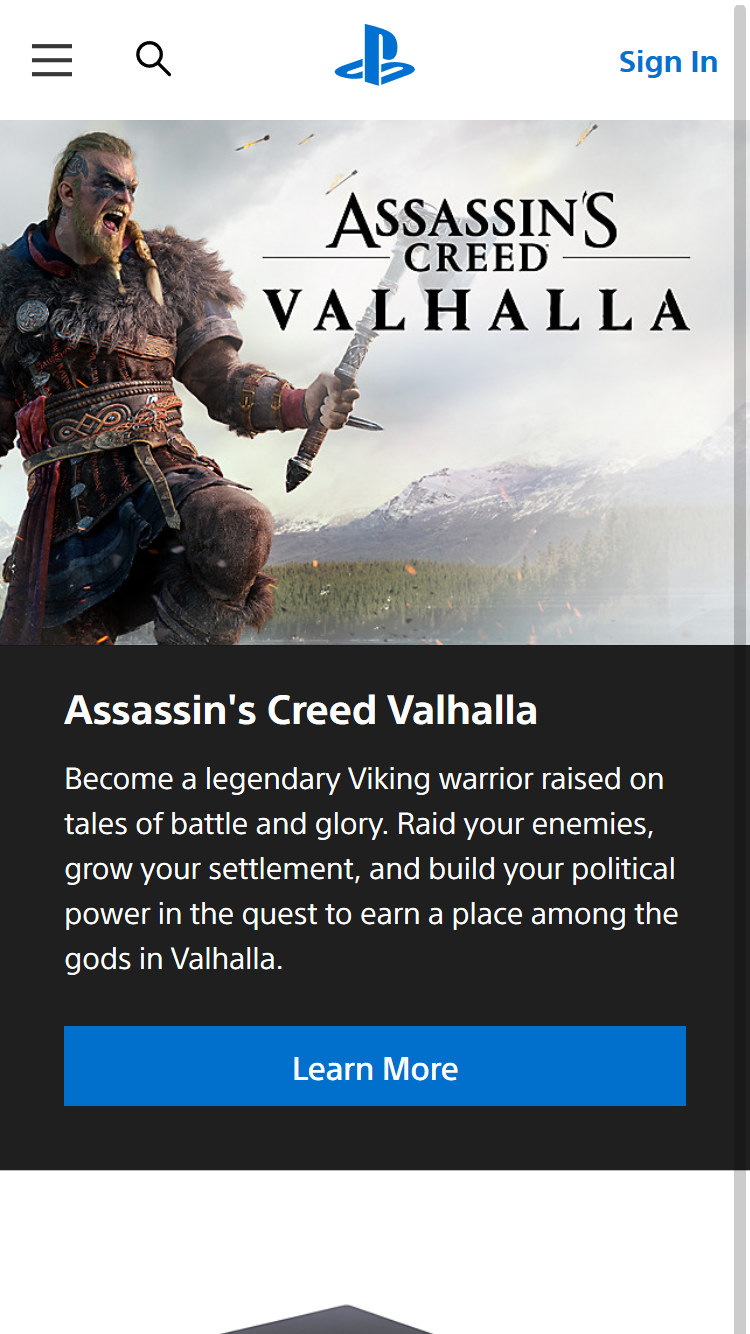 Sign In
ASSASSIN'S
CREED
VALHALLA
Assassin's Creed Valhalla
Become a legendary Viking warrior raised on
tales of battle and glory. Raid your enemies,
grow your settlement, and build your political
power in the quest to earn a place among the
gods in Valhalla.
Learn More